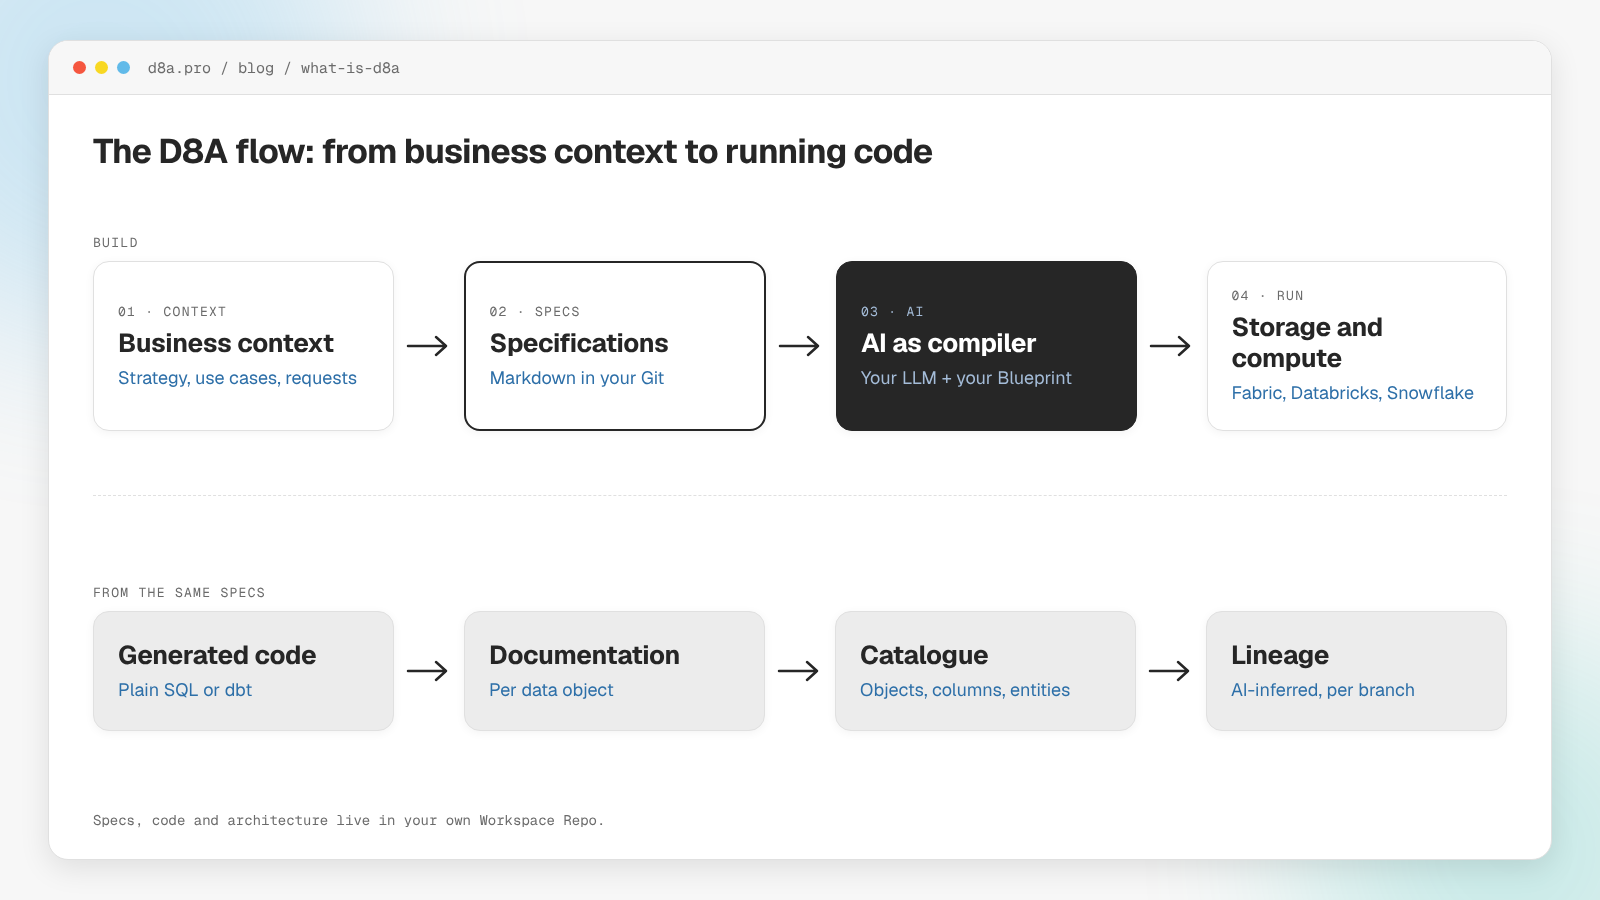 d8a.pro / blog / what-is-d8a
The D8A flow: from business context to running code
BUILD
01 · CONTEXT
Business context
Strategy, use cases, requests
02 · SPECS
Specifications
Markdown in your Git
03 · AI
AI as compiler
Your LLM + your Blueprint
04 · RUN
Storage and
compute
Fabric, Databricks, Snowflake
FROM THE SAME SPECS
Generated code
Plain SQL or dbt
Documentation
Per data object
Catalogue
Objects, columns, entities
Lineage
AI-inferred, per branch
Specs, code and architecture live in your own Workspace Repo.